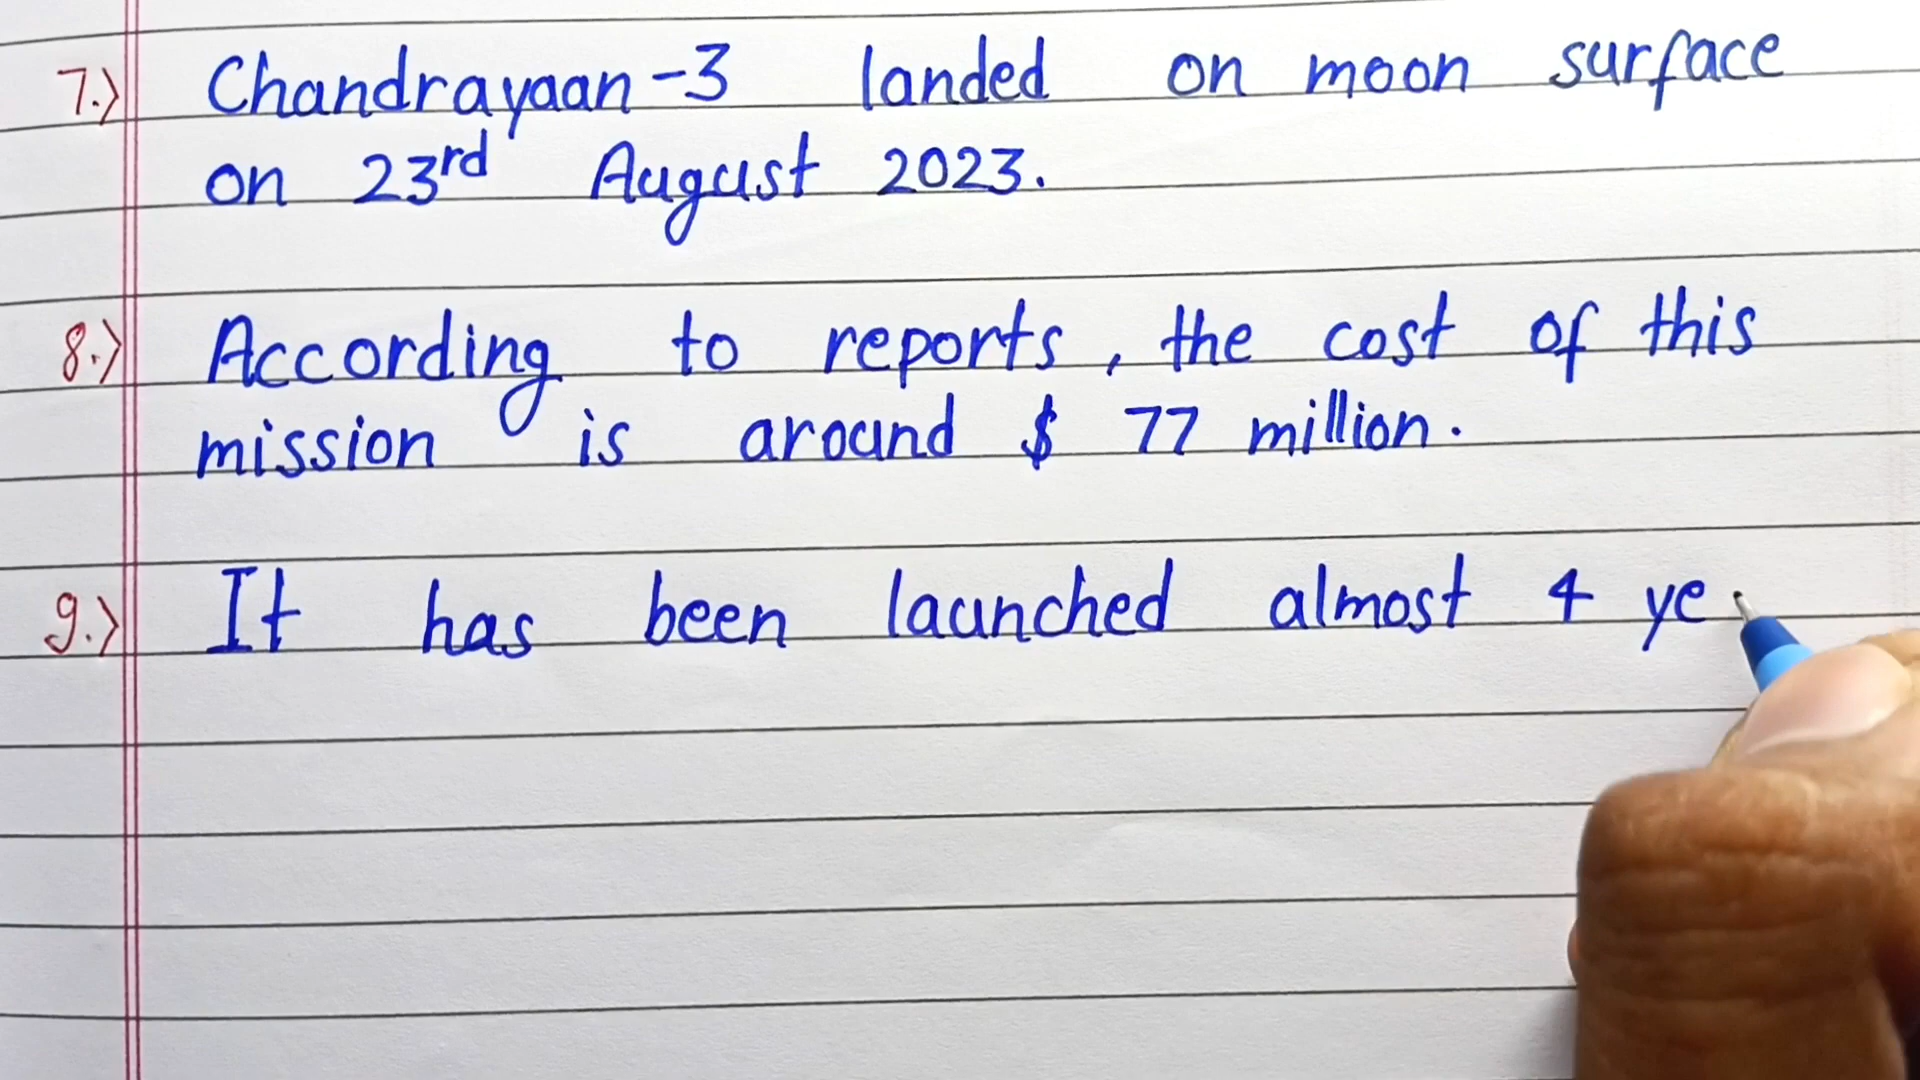 7.) Chandrayaan-3 landed on moon surface
on 23rd August 2023.
8.) According to reports, the cost of this
mission is around $ 77 million.
9.) It has been launched almost 4 ye